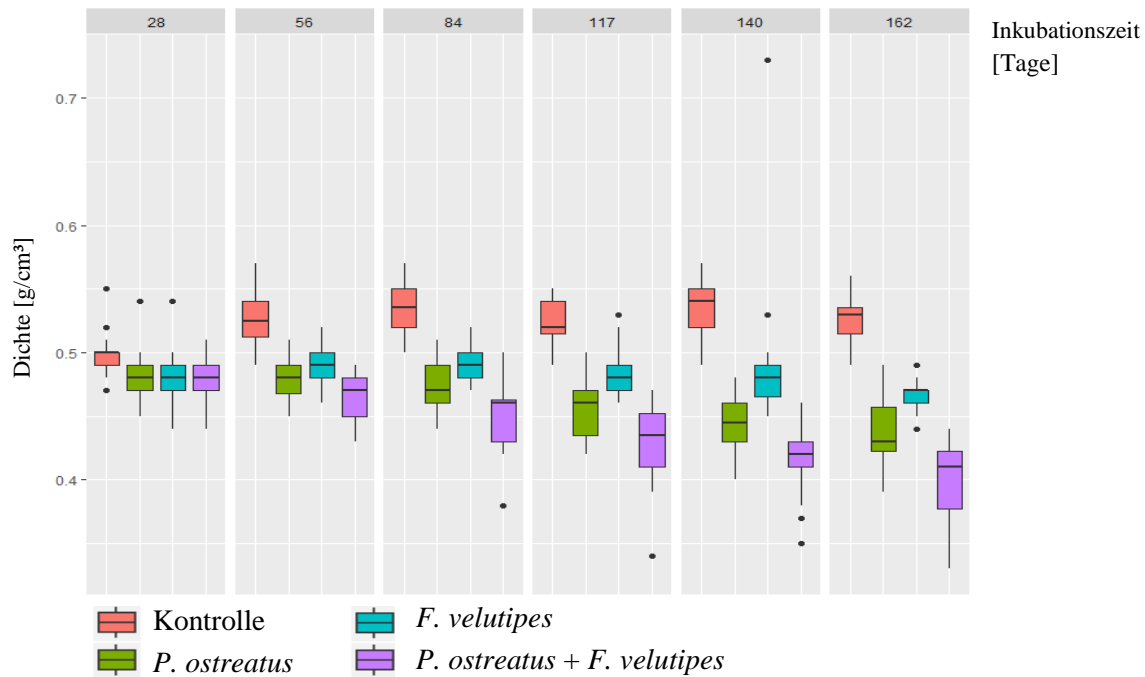 28 56 84 117 140 162
Inkubationszeit
[Tage]
0.7
0.6
0.5
0.4
Dichte [g/cm³]
Kontrolle
F. velutipes
P. ostreatus
P. ostreatus + F. velutipes